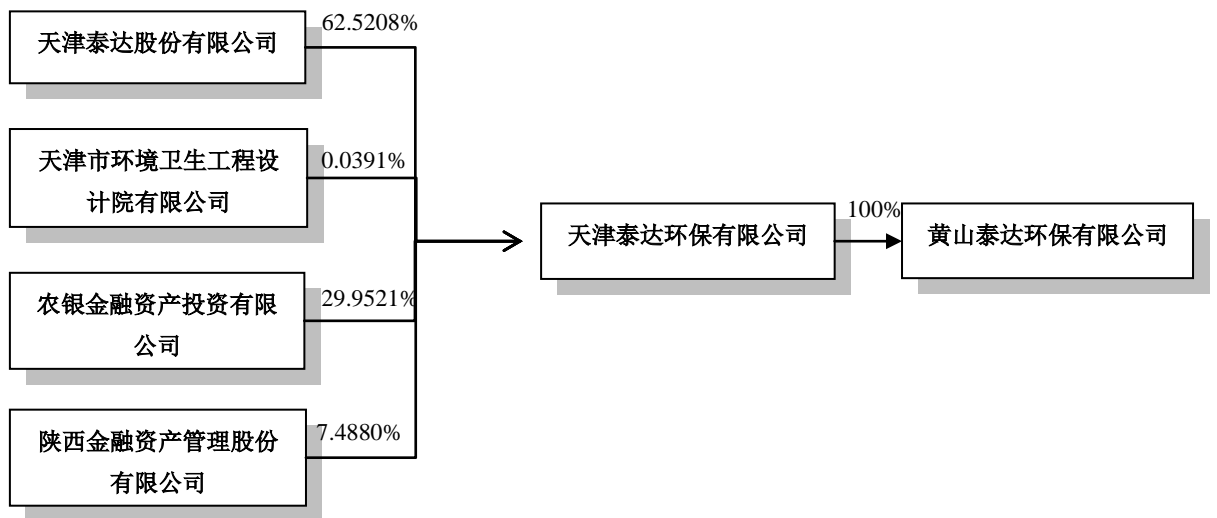 天津泰达股份有限公司
62.5208%
天津市环境卫生工程设
计院有限公司
0.0391%
农银金融资产投资有限
公司
29.9521%
陕西金融资产管理股份
有限公司
7.4880%
天津泰达环保有限公司
100%
黄山泰达环保有限公司